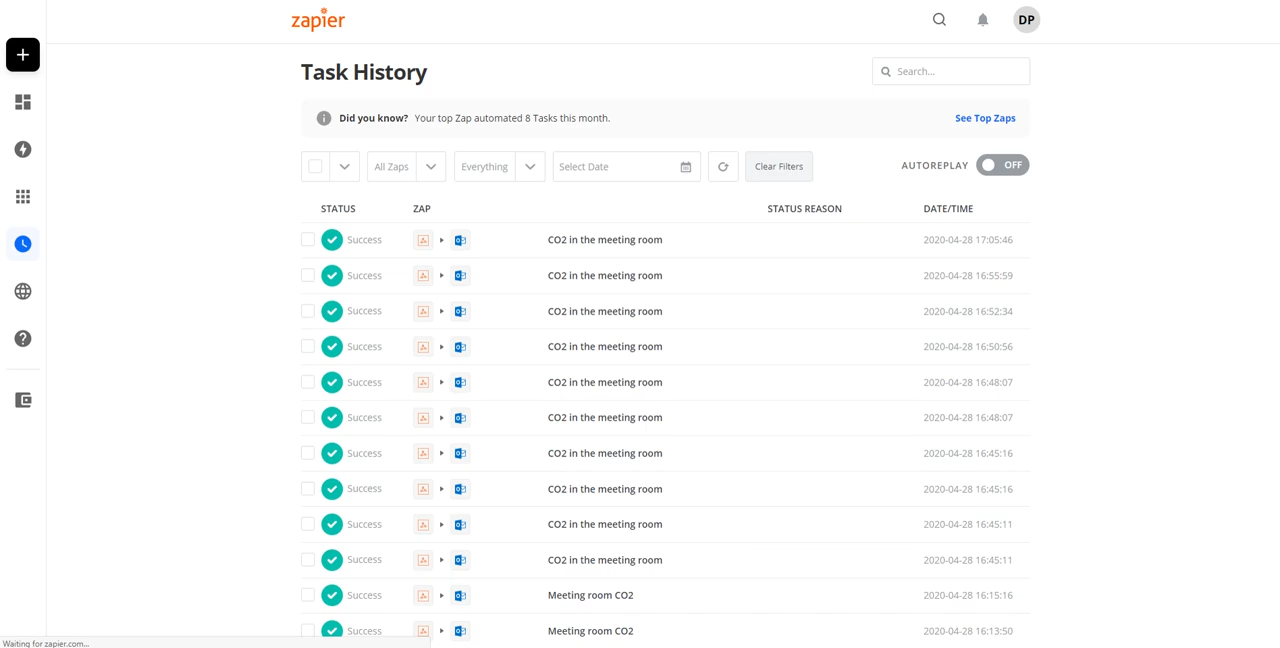 zapier
DP
Task History
Search...
Did you know? Your top Zap automated 8 Tasks this month.
See Top Zaps
All Zaps
Everything
Select Date
Clear Filters
AUTOREPLAY
OFF
STATUS ZAP STATUS REASON DATE/TIME
Success CO2 in the meeting room 2020-04-28 17:05:46
Success CO2 in the meeting room 2020-04-28 16:55:59
Success CO2 in the meeting room 2020-04-28 16:52:34
Success CO2 in the meeting room 2020-04-28 16:50:56
Success CO2 in the meeting room 2020-04-28 16:48:07
Success CO2 in the meeting room 2020-04-28 16:48:07
Success CO2 in the meeting room 2020-04-28 16:45:16
Success CO2 in the meeting room 2020-04-28 16:45:16
Success CO2 in the meeting room 2020-04-28 16:45:11
Success CO2 in the meeting room 2020-04-28 16:45:11
Success Meeting room CO2 2020-04-28 16:15:16
Success Meeting room CO2 2020-04-28 16:13:50
Waiting for zapier.com...